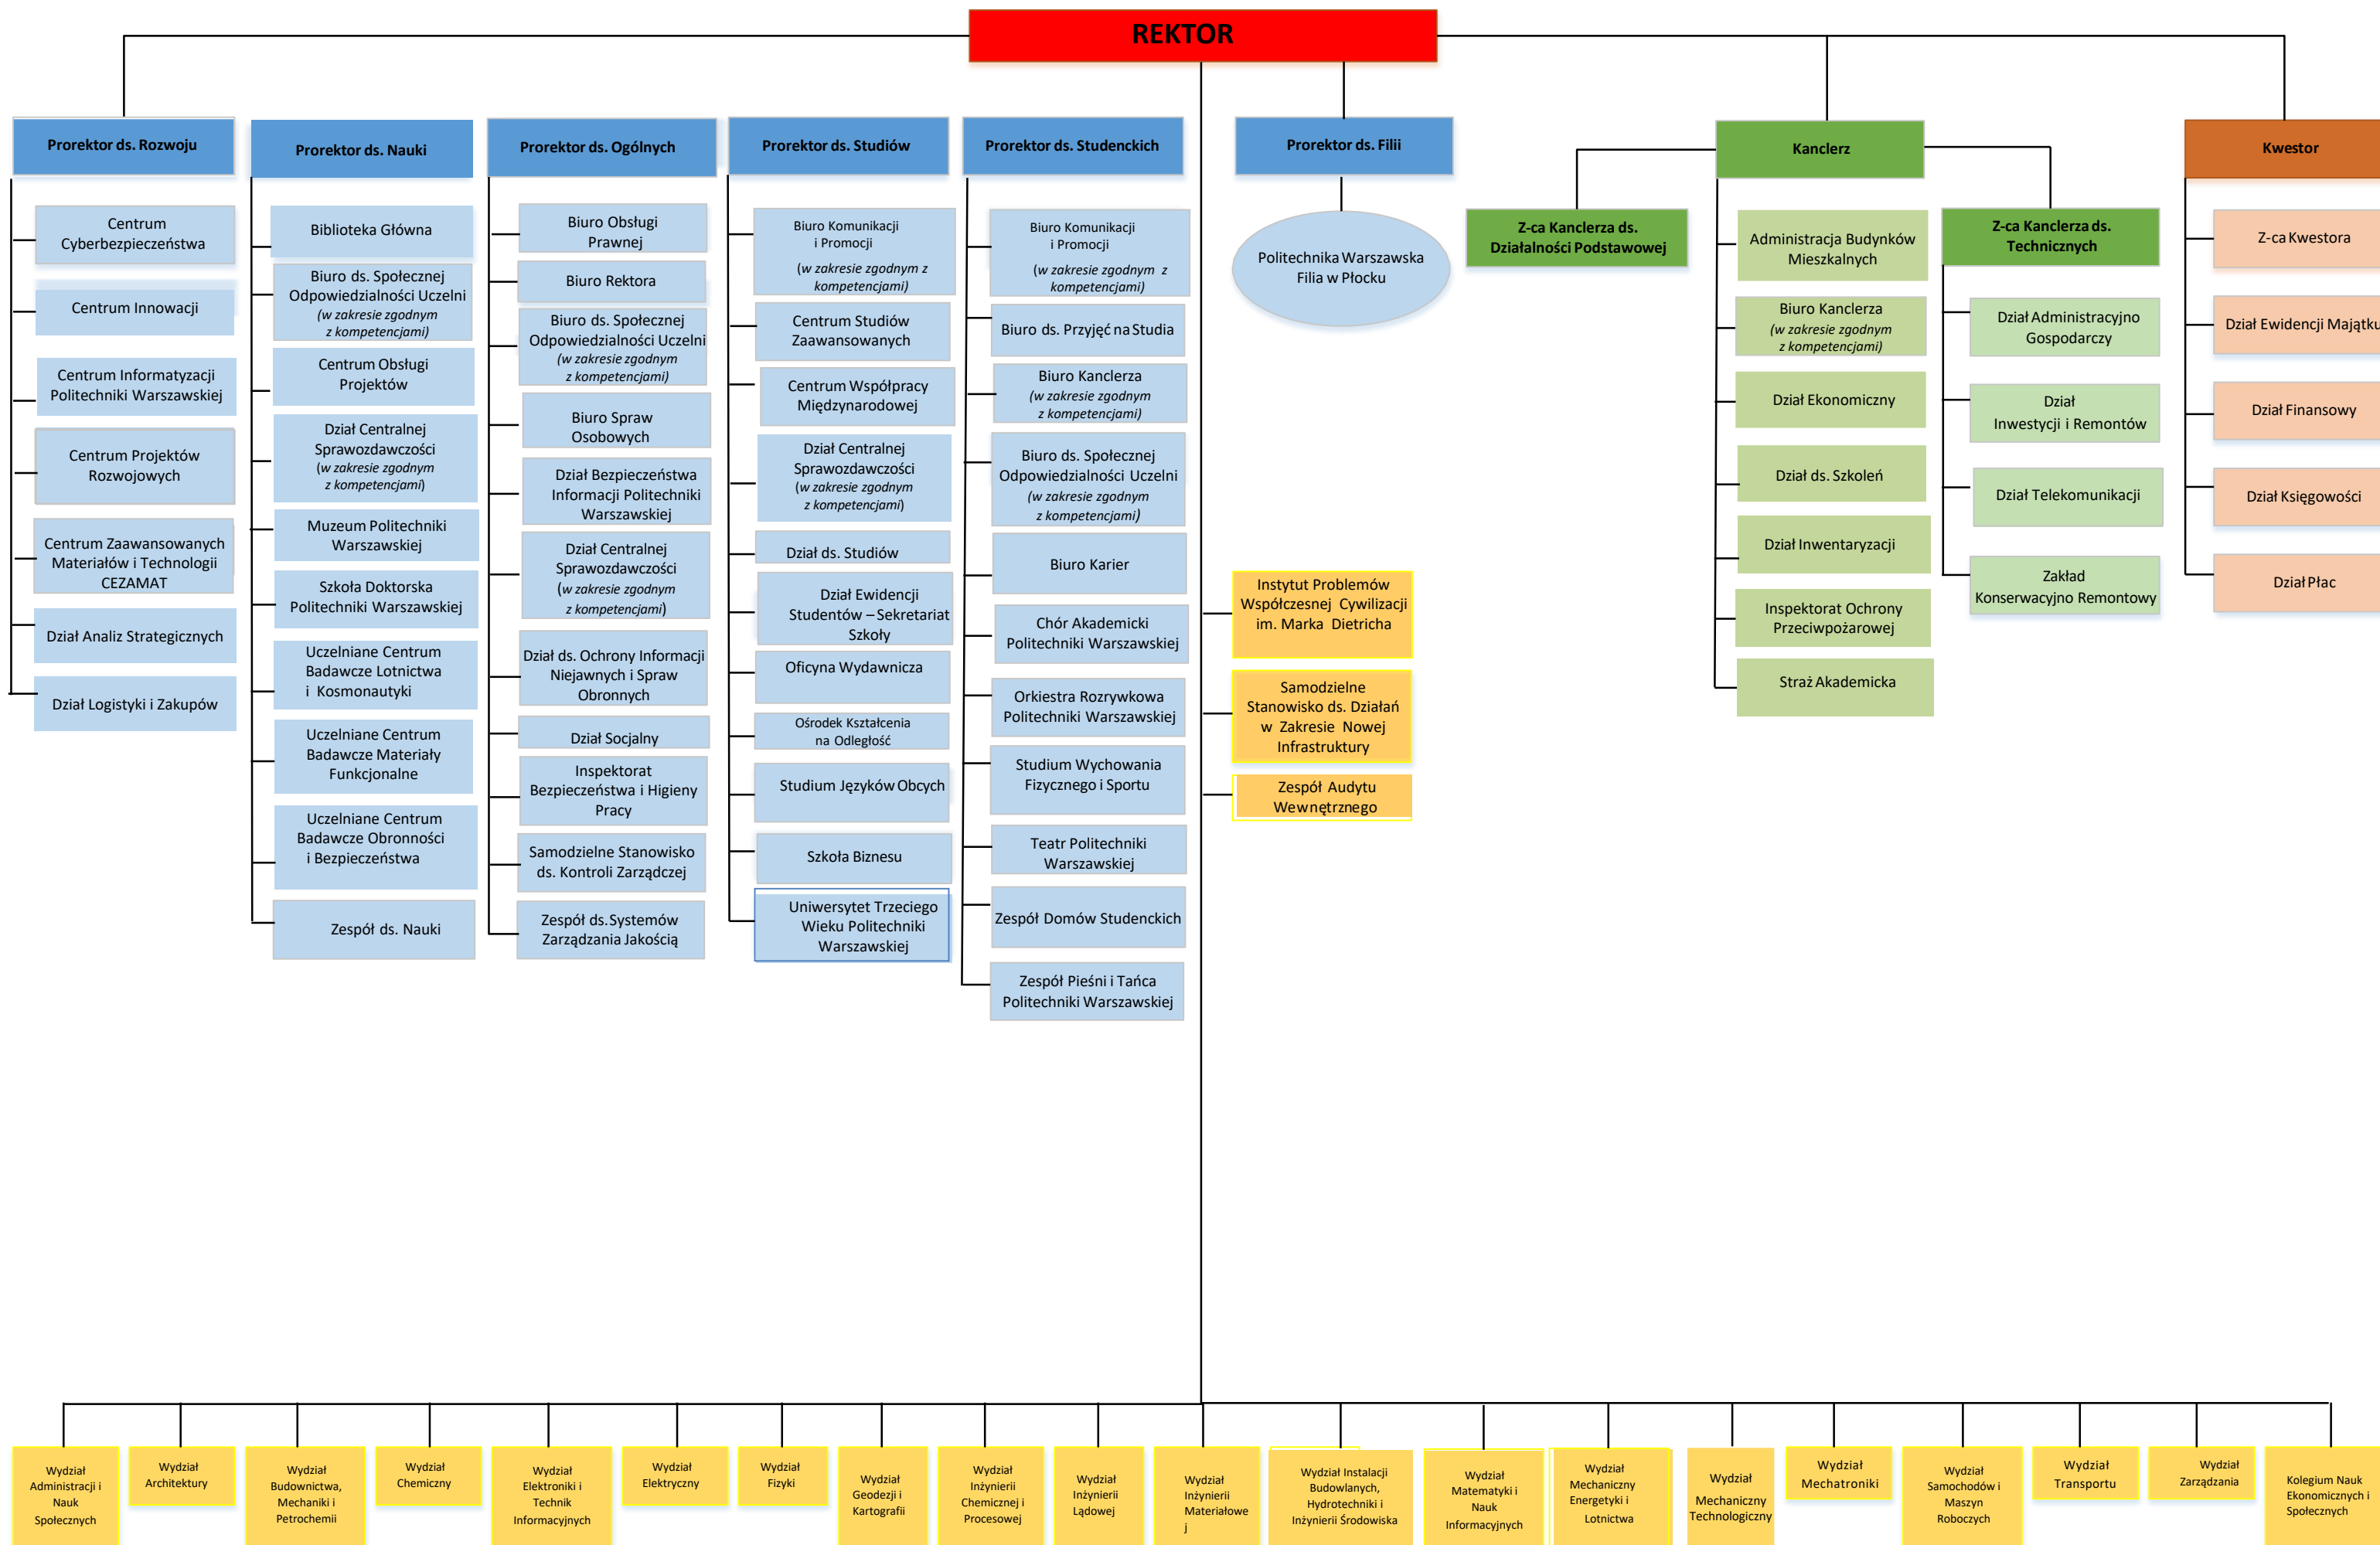 REKTOR
Prorektor ds. Rozwoju
Centrum
Cyberbezpieczeństwa
Centrum Innowacji
Centrum Informatyzacji
Politechniki Warszawskiej
Centrum Projektów
Rozwojowych
Centrum Zaawansowanych
Materiałów i Technologii
CEZAMAT
Dział Analiz Strategicznych
Dział Logistyki i Zakupów
Prorektor ds. Nauki
Biblioteka Główna
Biuro ds. Społecznej
Odpowiedzialności Uczelni
(w zakresie zgodnym
z kompetencjami)
Centrum Obsługi
Projektów
Dział Centralnej
Sprawozdawczości
(w zakresie zgodnym
z kompetencjami)
Muzeum Politechniki
Warszawskiej
Szkoła Doktorska
Politechniki Warszawskiej
Uczelniane Centrum
Badawcze Lotnictwa
i Kosmonautyki
Uczelniane Centrum
Badawcze Materiały
Funkcjonalne
Uczelniane Centrum
Badawcze Obronności
i Bezpieczeństwa
Zespół ds. Nauki
Prorektor ds. Ogólnych
Biuro Obsługi
Prawnej
Biuro Rektora
Biuro ds. Społecznej
Odpowiedzialności Uczelni
(w zakresie zgodnym
z kompetencjami)
Biuro Spraw
Osobowych
Dział Bezpieczeństwa
Informacji Politechniki
Warszawskiej
Dział Centralnej
Sprawozdawczości
(w zakresie zgodnym
z kompetencjami)
Dział ds. Ochrony Informacji
Niejawnych i Spraw
Obronnych
Dział Socjalny
Inspektorat
Bezpieczeństwa i Higieny
Pracy
Samodzielne Stanowisko
ds. Kontroli Zarządczej
Zespół ds. Systemów
Zarządzania Jakością
Prorektor ds. Studiów
Biuro Komunikacji
i Promocji
(w zakresie zgodnym z
kompetencjami)
Centrum Studiów
Zaawansowanych
Centrum Współpracy
Międzynarodowej
Dział Centralnej
Sprawozdawczości
(w zakresie zgodnym
z kompetencjami)
Dział ds. Studiów
Dział Ewidencji
Studentów – Sekretariat
Szkoły
Oficyna Wydawnicza
Ośrodek Kształcenia
na Odległość
Studium Języków Obcych
Szkoła Biznesu
Uniwersytet Trzeciego
Wieku Politechniki
Warszawskiej
Prorektor ds. Studenckich
Biuro Komunikacji
i Promocji
(w zakresie zgodnym z
kompetencjami)
Biuro ds. Przyjęć na Studia
Biuro Kanclerza
(w zakresie zgodnym
z kompetencjami)
Biuro ds. Społecznej
Odpowiedzialności Uczelni
(w zakresie zgodnym
z kompetencjami)
Biuro Karier
Chór Akademicki
Politechniki Warszawskiej
Orkiestra Rozrywkowa
Politechniki Warszawskiej
Studium Wychowania
Fizycznego i Sportu
Teatr Politechniki
Warszawskiej
Zespół Domów Studenckich
Zespół Pieśni i Tańca
Politechniki Warszawskiej
Prorektor ds. Filii
Politechnika Warszawska
Filia w Płocku
Instytut Problemów
Współczesnej Cywilizacji
im. Marka Dietricha
Samodzielne
Stanowisko ds. Działań
w Zakresie Nowej
Infrastruktury
Zespół Audytu
Wewnętrznego
Kanclerz
Z-ca Kanclerza ds.
Działalności Podstawowej
Administracja Budynków
Mieszkalnych
Biuro Kanclerza
(w zakresie zgodnym
z kompetencjami)
Dział Ekonomiczny
Dział ds. Szkoleń
Dział Inwentaryzacji
Inspektorat Ochrony
Przeciwpożarowej
Straż Akademicka
Z-ca Kanclerza ds.
Technicznych
Dział Administracyjno
Gospodarczy
Dział
Inwestycji i Remontów
Dział Telekomunikacji
Zakład
Konserwacyjno Remontowy
Kwestor
Z-ca Kwestora
Dział Ewidencji Majątku
Dział Finansowy
Dział Księgowości
Dział Płac
Wydział
Administracji i
Nauk
Społecznych
Wydział
Architektury
Wydział
Budownictwa,
Mechaniki i
Petrochemii
Wydział
Chemiczny
Wydział
Elektroniki i
Technik
Informacyjnych
Wydział
Elektryczny
Wydział
Fizyki
Wydział
Geodezji i
Kartografii
Wydział
Inżynierii
Chemicznej i
Procesowej
Wydział
Inżynierii
Lądowej
Wydział
Inżynierii
Materiałowe
j
Wydział Instalacji
Budowlanych,
Hydrotechniki i
Inżynierii Środowiska
Wydział
Matematyki i
Nauk
Informacyjnych
Wydział
Mechaniczny
Energetyki i
Lotnictwa
Wydział
Mechaniczny
Technologiczny
Wydział
Mechatroniki
Wydział
Samochodów i
Maszyn
Roboczych
Wydział
Transportu
Wydział
Zarządzania
Kolegium Nauk
Ekonomicznych i
Społecznych